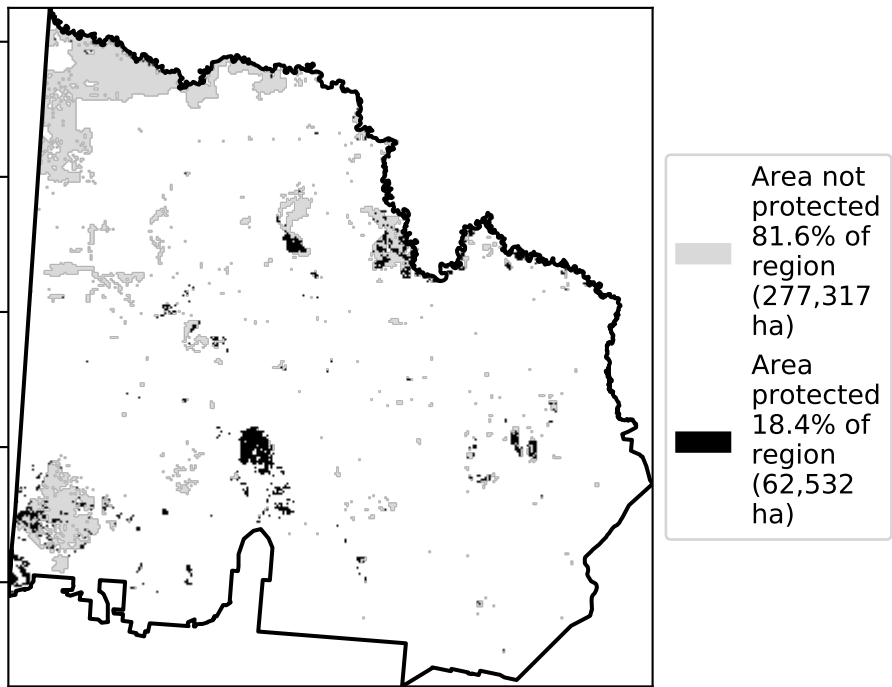 Area not
protected
81.6% of
region
(277,317
ha)
Area
protected
18.4% of
region
(62,532
ha)